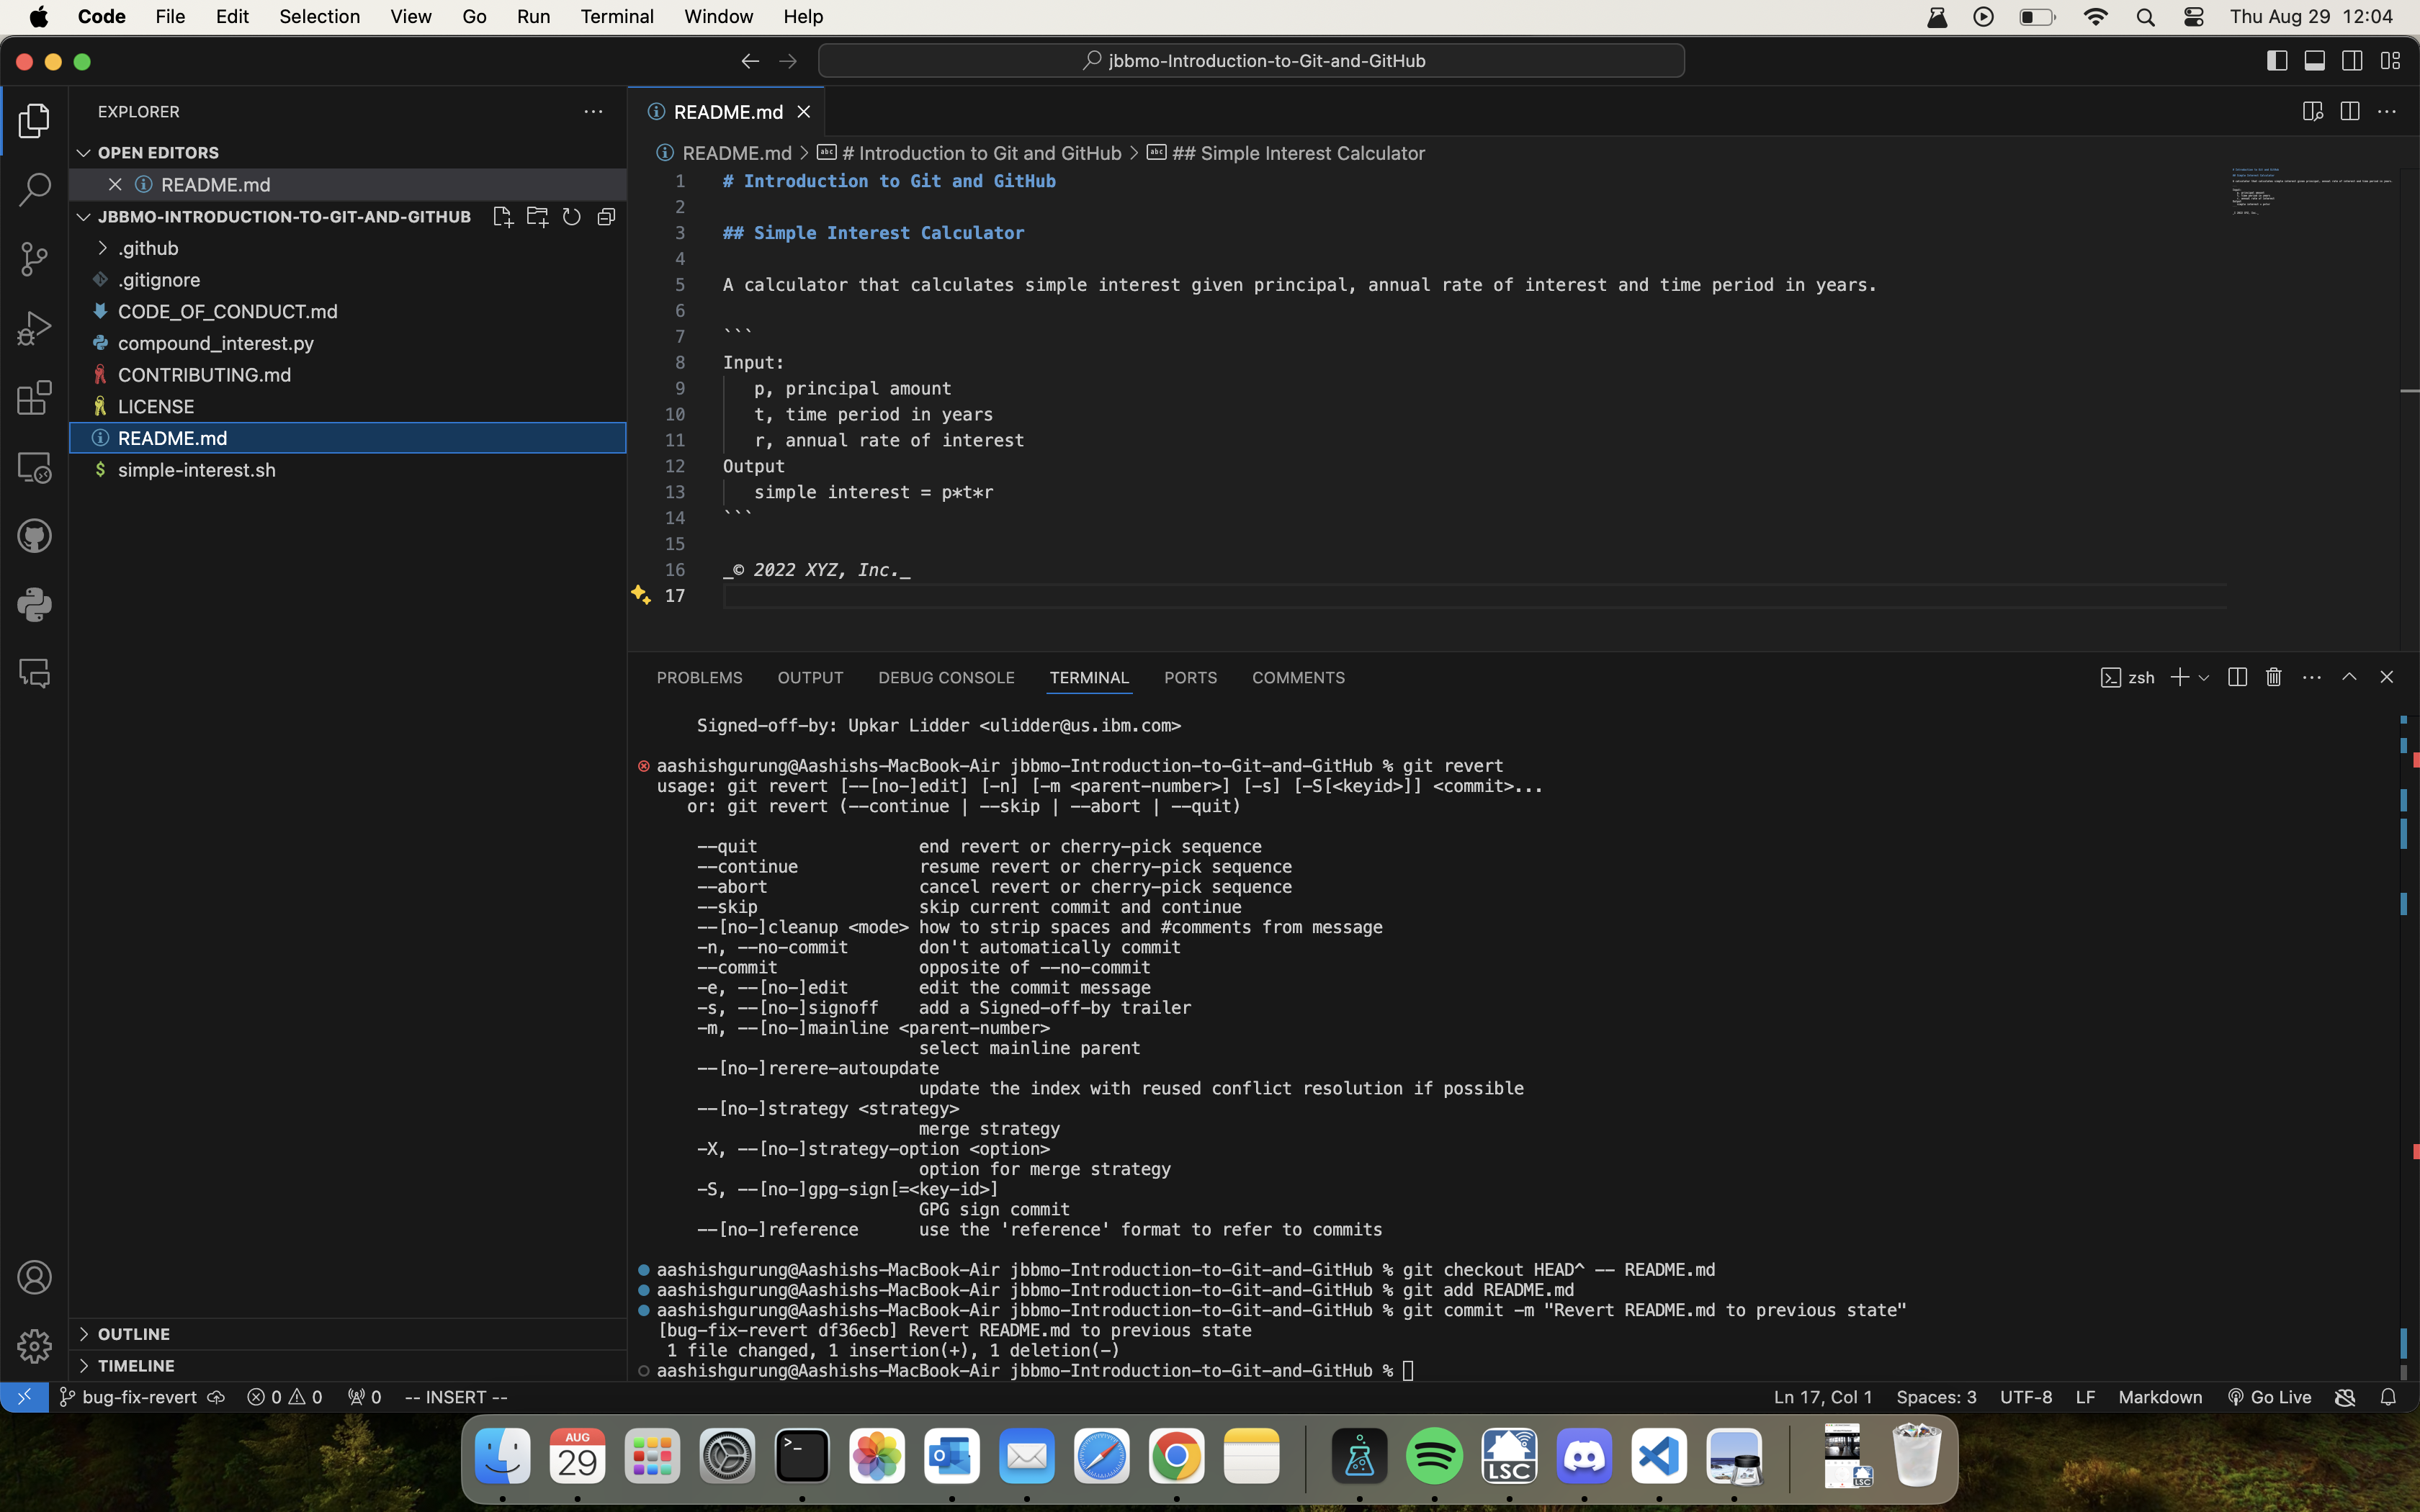 Code File Edit Selection View Go Run Terminal Window Help Thu Aug 29 12:04
jbbmo-Introduction-to-Git-and-GitHub
EXPLORER
OPEN EDITORS
README.md
JBBMO-INTRODUCTION-TO-GIT-AND-GITHUB
.github
.gitignore
CODE_OF_CONDUCT.md
compound_interest.py
CONTRIBUTING.md
LICENSE
README.md
simple-interest.sh
OUTLINE
TIMELINE
README.md
README.md > # Introduction to Git and GitHub > ## Simple Interest Calculator
1 # Introduction to Git and GitHub
2
3 ## Simple Interest Calculator
4
5 A calculator that calculates simple interest given principal, annual rate of interest and time period in years.
6
7 ```
8 Input:
9 p, principal amount
10 t, time period in years
11 r, annual rate of interest
12 Output
13 simple interest = p*t*r
14 ```
15
16 _© 2022 XYZ, Inc._
17
PROBLEMS OUTPUT DEBUG CONSOLE TERMINAL PORTS COMMENTS zsh
Signed-off-by: Upkar Lidder <ulidder@us.ibm.com>
aashishgurung@Aashishs-MacBook-Air jbbmo-Introduction-to-Git-and-GitHub % git revert
usage: git revert [--[no-]edit] [-n] [-m <parent-number>] [-s] [-S[<keyid>]] <commit>...
or: git revert (--continue | --skip | --abort | --quit)
--quit end revert or cherry-pick sequence
--continue resume revert or cherry-pick sequence
--abort cancel revert or cherry-pick sequence
--skip skip current commit and continue
--[no-]cleanup <mode> how to strip spaces and #comments from message
-n, --no-commit don't automatically commit
--commit opposite of --no-commit
-e, --[no-]edit edit the commit message
-s, --[no-]signoff add a Signed-off-by trailer
-m, --[no-]mainline <parent-number>
select mainline parent
--[no-]rerere-autoupdate
update the index with reused conflict resolution if possible
--[no-]strategy <strategy>
merge strategy
-X, --[no-]strategy-option <option>
option for merge strategy
-S, --[no-]gpg-sign[=<key-id>]
GPG sign commit
--[no-]reference use the 'reference' format to refer to commits
aashishgurung@Aashishs-MacBook-Air jbbmo-Introduction-to-Git-and-GitHub % git checkout HEAD^ -- README.md
aashishgurung@Aashishs-MacBook-Air jbbmo-Introduction-to-Git-and-GitHub % git add README.md
aashishgurung@Aashishs-MacBook-Air jbbmo-Introduction-to-Git-and-GitHub % git commit -m "Revert README.md to previous state"
[bug-fix-revert df36ecb] Revert README.md to previous state
1 file changed, 1 insertion(+), 1 deletion(-)
aashishgurung@Aashishs-MacBook-Air jbbmo-Introduction-to-Git-and-GitHub %
bug-fix-revert 0 0 0 -- INSERT -- Ln 17, Col 1 Spaces: 3 UTF-8 LF Markdown Go Live
AUG
29
LSC